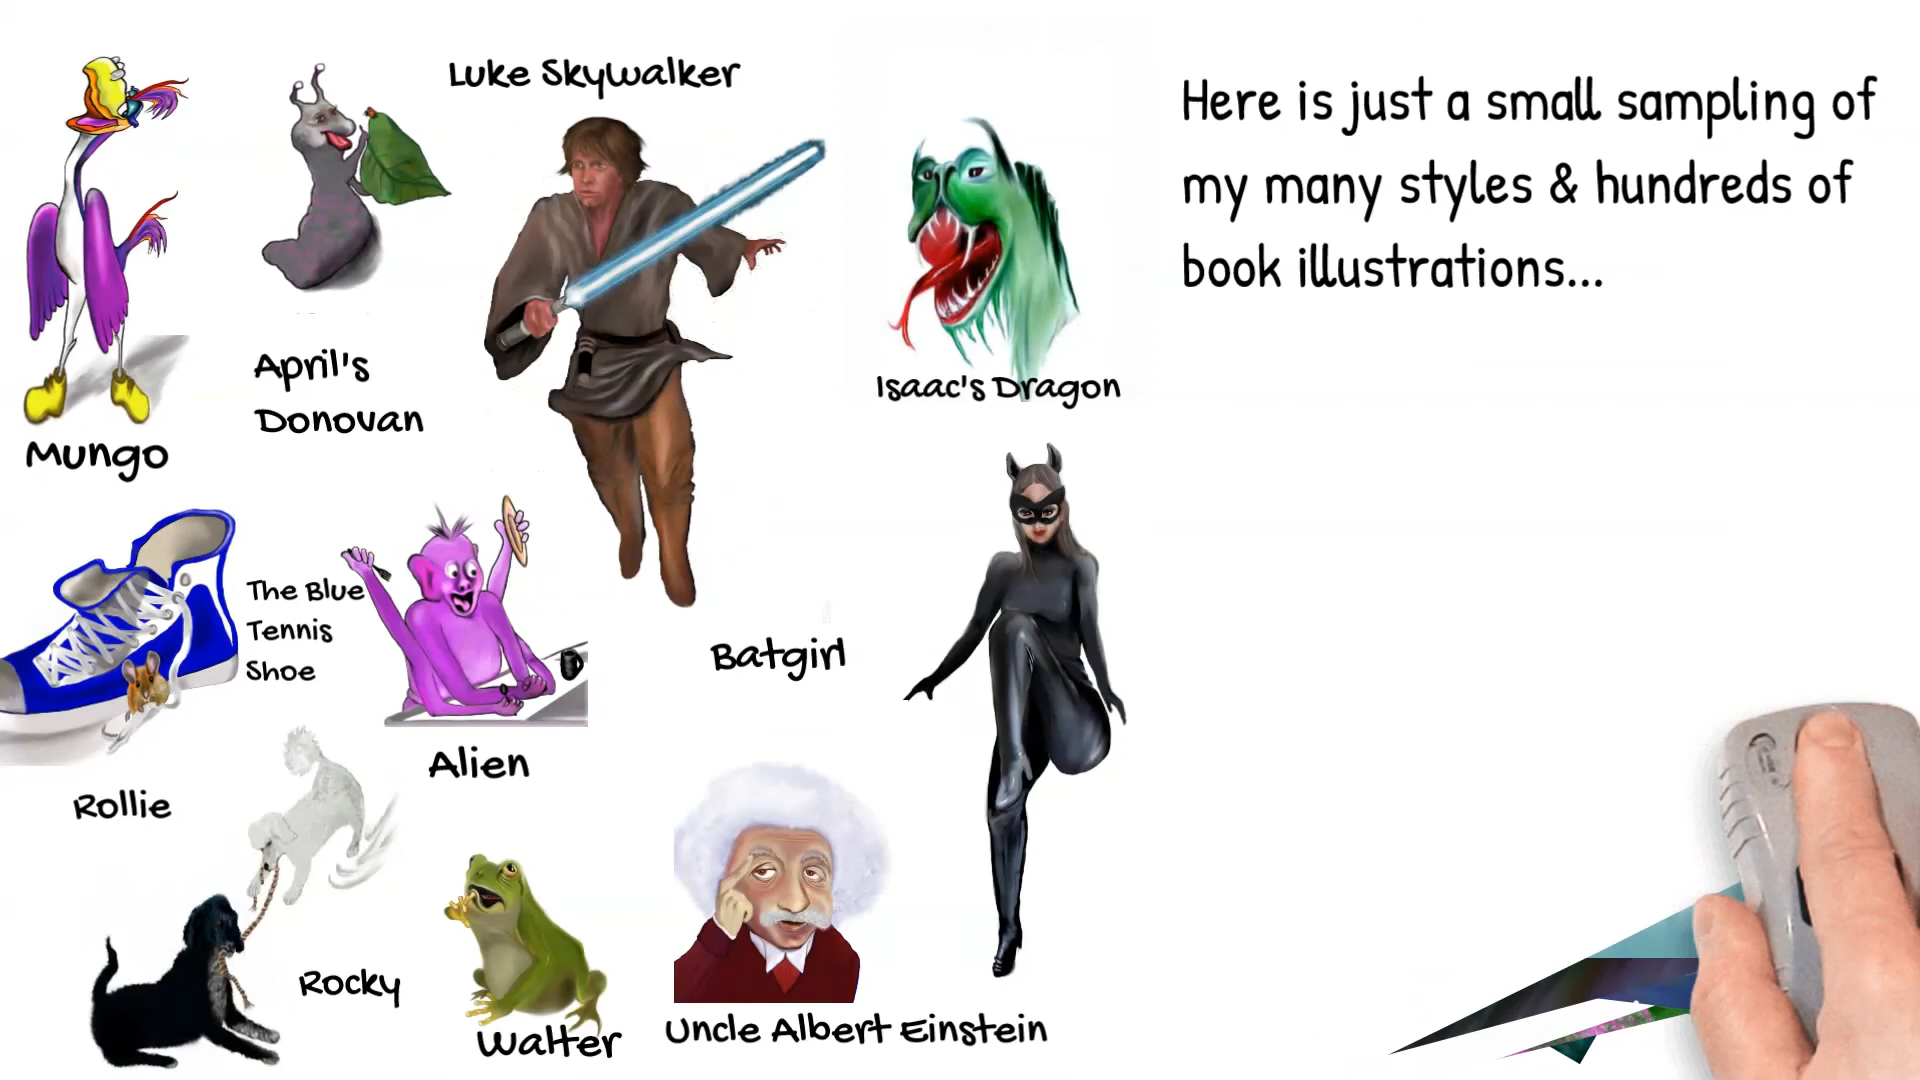 Luke Skywalker
Here is just a small sampling of
my many styles & hundreds of
book illustrations...
April's
Donovan
Isaac's Dragon
Mungo
The Blue
Tennis
Shoe
Batgirl
Alien
Rollie
Rocky
Walter
Uncle Albert Einstein